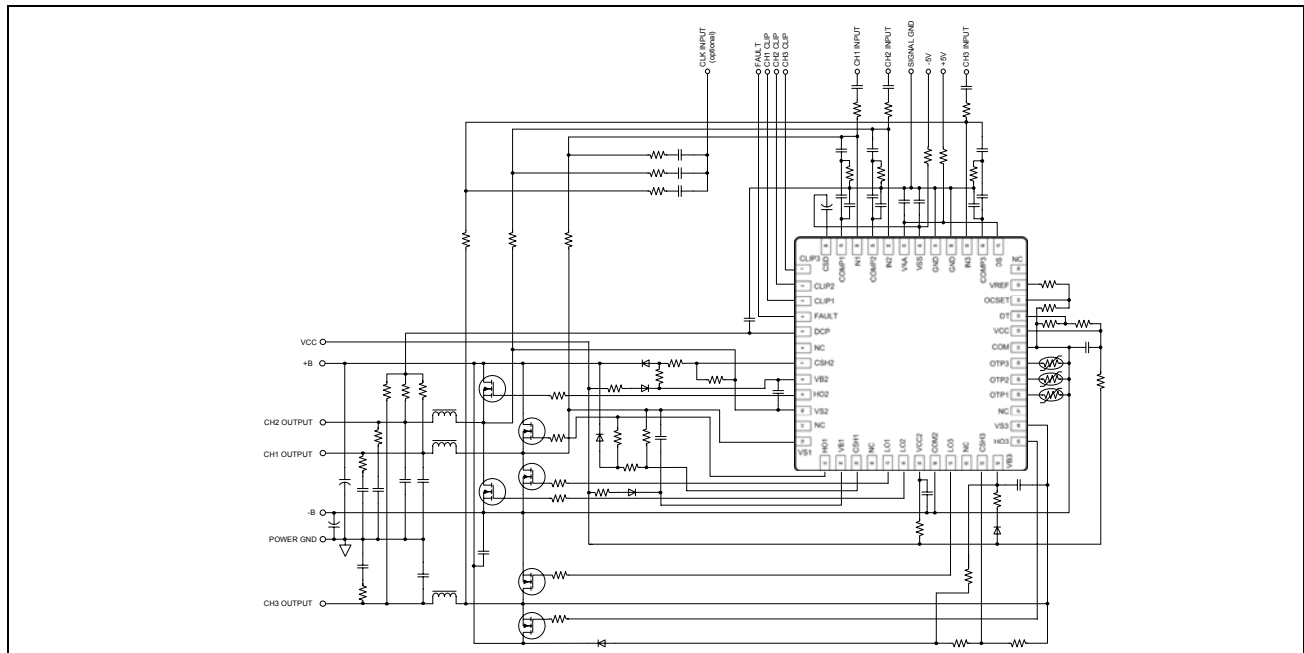 CLK INPUT
(optional)
FAULT
CH1 CLIP
CH2 CLIP
CH3 CLIP
CH1 INPUT
CH2 INPUT
SIGNAL GND
-5V
+5V
CH3 INPUT
CLIP3
CSD
COMP1
IN1
COMP2
IN2
VAA
VSS
GND
GND
IN3
COMP3
DS
NC
CLIP2
CLIP1
FAULT
DCP
NC
CSH2
VB2
HO2
VS2
NC
VS1
VREF
OCSET
DT
VCC
COM
OTP3
OTP2
OTP1
NC
VS3
HO3
HO1
VB1
CSH1
NC
LO1
LO2
VCC2
COM2
LO3
NC
CSH3
VB3
VCC
+B
CH2 OUTPUT
CH1 OUTPUT
-B
POWER GND
CH3 OUTPUT